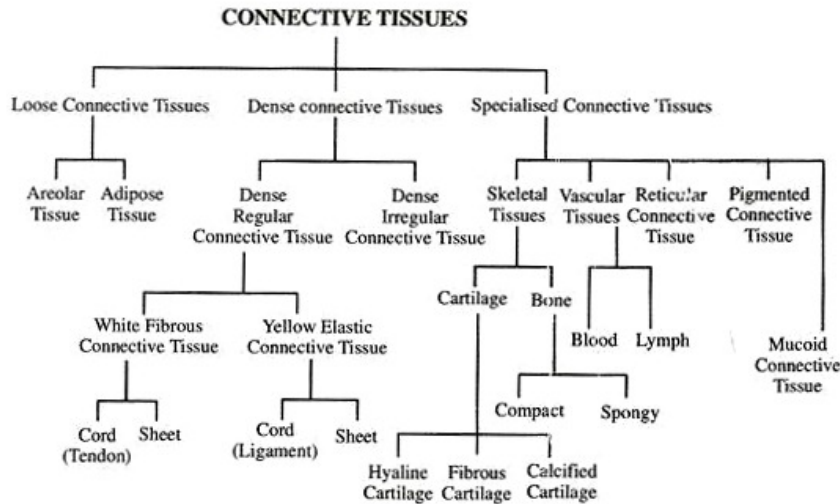 CONNECTIVE TISSUES
Loose Connective Tissues Dense connective Tissues Specialised Connective Tissues
Areolar Tissue
Adipose Tissue
Dense
Regular
Connective Tissue
Dense
Irregular
Connective Tissue
Skeletal
Tissues
Vascular
Tissues
Reticular
Connective
Tissue
Pigmented
Connective
Tissue
Cartilage Bone
White Fibrous
Connective Tissue
Yellow Elastic
Connective Tissue
Blood Lymph
Mucoid
Connective
Tissue
Compact Spongy
Cord
(Tendon)
Sheet
Cord
(Ligament)
Sheet
Hyaline
Cartilage
Fibrous
Cartilage
Calcified
Cartilage